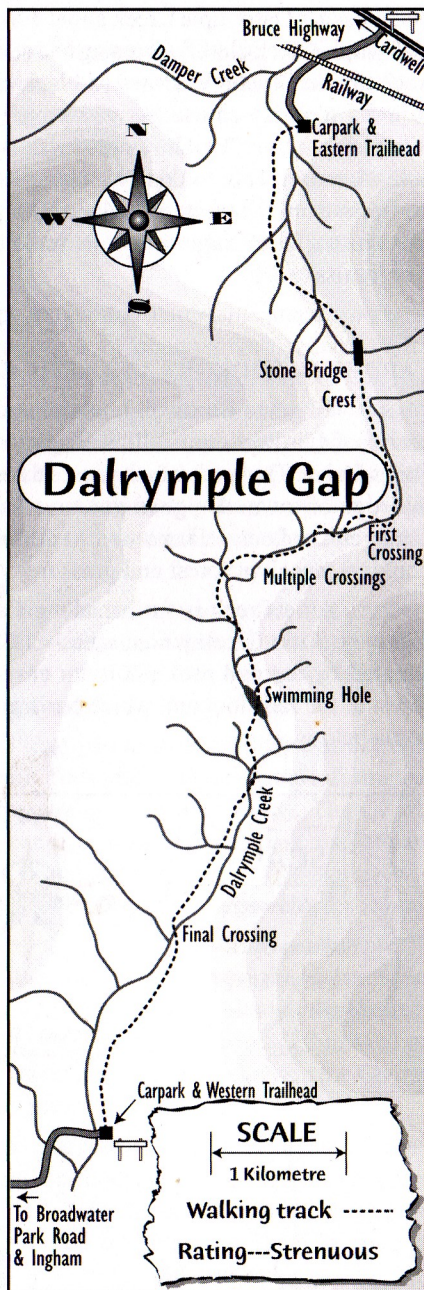 Bruce Highway
Cardwell
Damper Creek
Railway
N
Carpark &
Eastern Trailhead
W
E
S
Stone Bridge
Crest
Dalrymple Gap
First
Crossing
Multiple Crossings
Swimming Hole
Dalrymple Creek
Final Crossing
Carpark & Western Trailhead
SCALE
1 Kilometre
To Broadwater
Park Road
& Ingham
Walking track
Rating---Strenuous